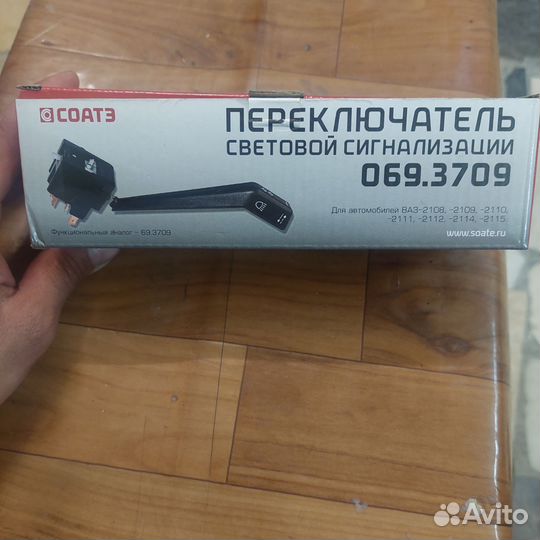 СОАТЭ
ПЕРЕКЛЮЧАТЕЛЬ
СВЕТОВОЙ СИГНАЛИЗАЦИИ
069.3709
Для автомобилей ВАЗ-2108, -2109, -2110,
-2111, -2112, -2114, -2115
Функциональный аналог - 69.3709
www.soate.ru
Avito